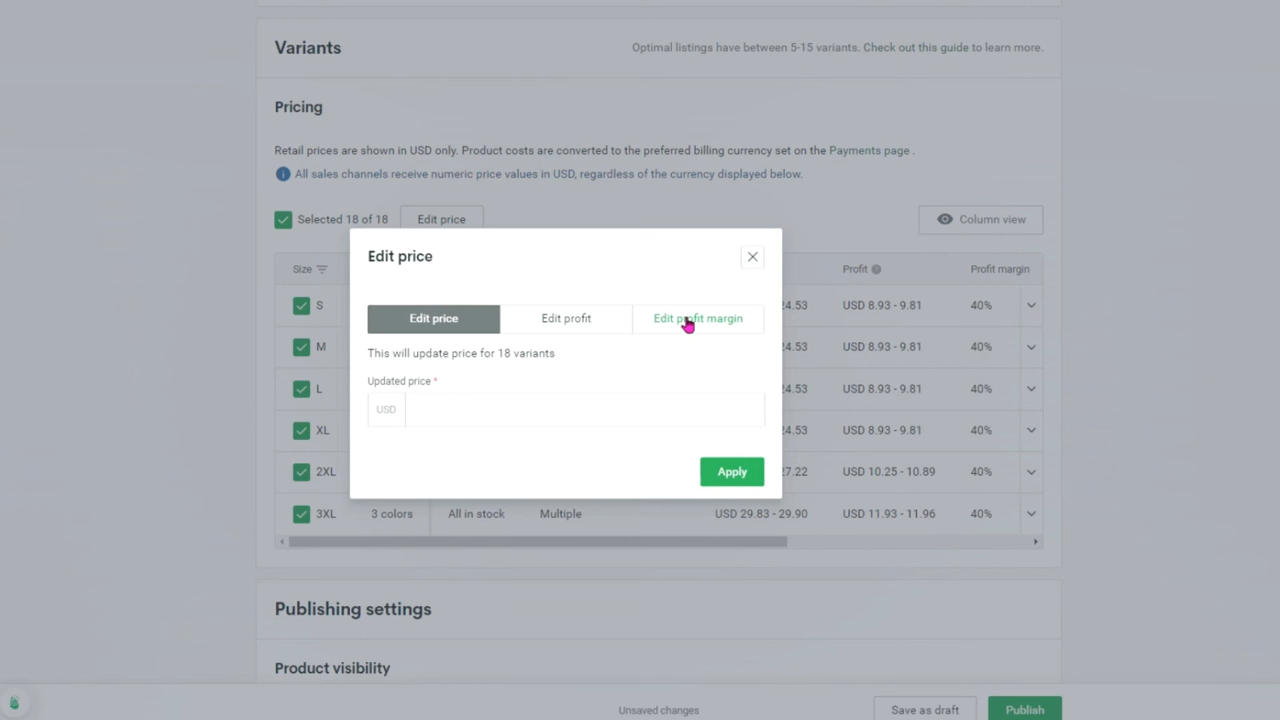 Variants
Optimal listings have between 5-15 variants. Check out this guide to learn more.
Pricing
Retail prices are shown in USD only. Product costs are converted to the preferred billing currency set on the Payments page .
All sales channels receive numeric price values in USD, regardless of the currency displayed below.
Selected 18 of 18
Edit price
Column view
Edit price
Size
Profit
Profit margin
Edit price
Edit profit
Edit profit margin
S
24.53
USD 8.93 - 9.81
40%
M
24.53
USD 8.93 - 9.81
40%
This will update price for 18 variants
Updated price *
USD
L
24.53
USD 8.93 - 9.81
40%
XL
24.53
USD 8.93 - 9.81
40%
2XL
27.22
USD 10.25 - 10.89
40%
Apply
3XL
3 colors
All in stock
Multiple
USD 29.83 - 29.90
USD 11.93 - 11.96
40%
Publishing settings
Product visibility
Unsaved changes
Save as draft
Publish